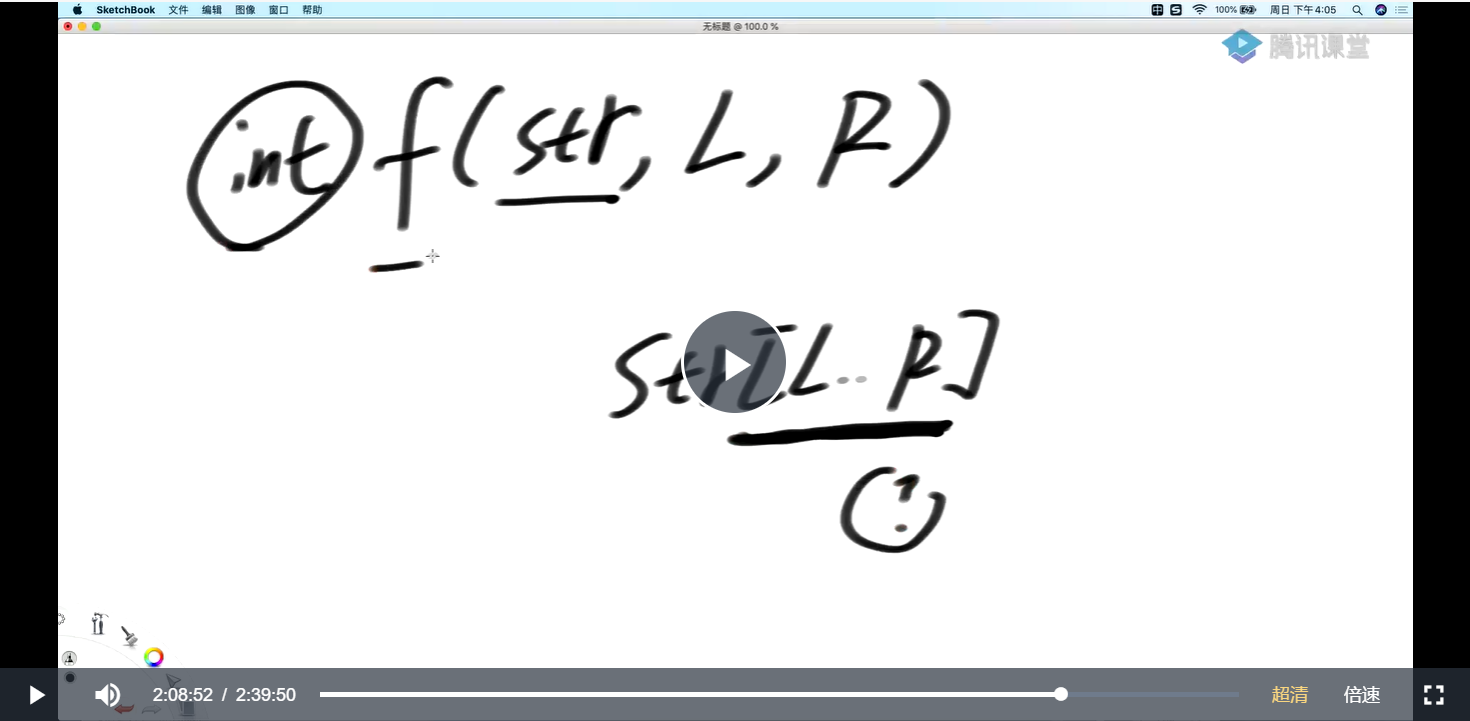 SketchBook 文件 编辑 图像 窗口 帮助 100% 周日 下午4:05
无标题 @ 100.0 %
腾讯课堂
int f(str, L, R)
str[L..R]
?
2:08:52 / 2:39:50 超清 倍速